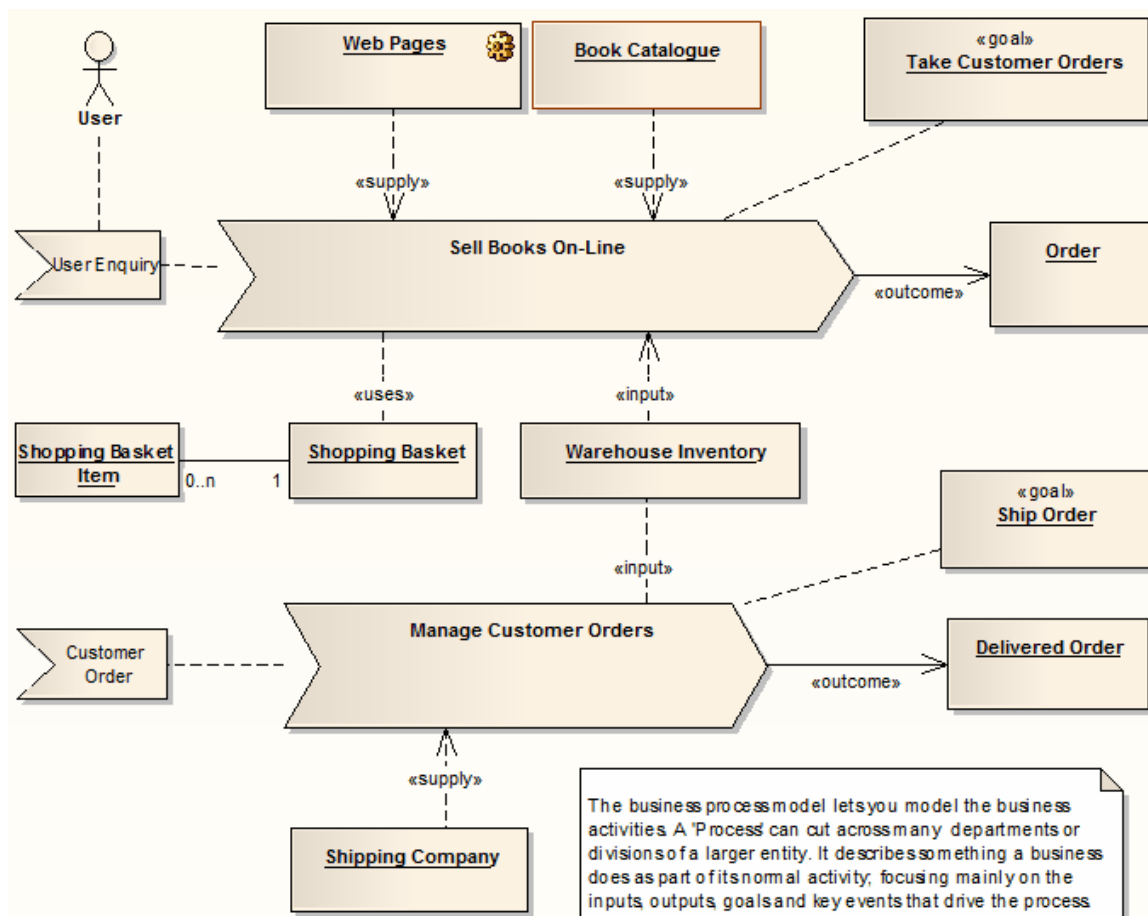 Web Pages
Book Catalogue
«goal»
Take Customer Orders
User
«supply»
«supply»
User Enquiry
Sell Books On-Line
Order
«outcome»
«uses»
«input»
Shopping Basket
Item
0..n
1
Shopping Basket
Warehouse Inventory
«goal»
Ship Order
«input»
Customer
Order
Manage Customer Orders
Delivered Order
«outcome»
«supply»
Shipping Company
The business process model lets you model the business
activities. A 'Process' can cut across many departments or
divisions of a larger entity. It describes something a business
does as part of its normal activity; focusing mainly on the
inputs, outputs, goals and key events that drive the process.